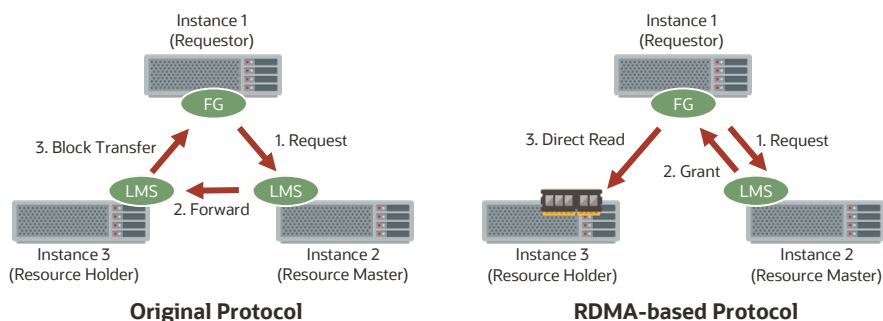 Instance 1
(Requestor)
FG
3. Block Transfer
1. Request
LMS
LMS
2. Forward
Instance 3
(Resource Holder)
Instance 2
(Resource Master)
Original Protocol
Instance 1
(Requestor)
FG
3. Direct Read
1. Request
2. Grant
LMS
Instance 3
(Resource Holder)
Instance 2
(Resource Master)
RDMA-based Protocol